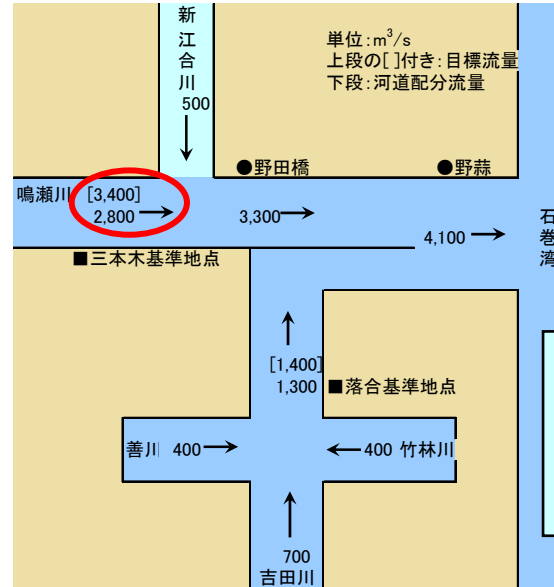 新江合川
500
単位:m³/s
上段の[ ]付き:目標流量
下段:河道配分流量
●野田橋
●野蒜
鳴瀬川 [3,400]
2,800
3,300
4,100
石巻湾
■三本木基準地点
[1,400]
1,300 ■落合基準地点
善川 400
400 竹林川
700
吉田川